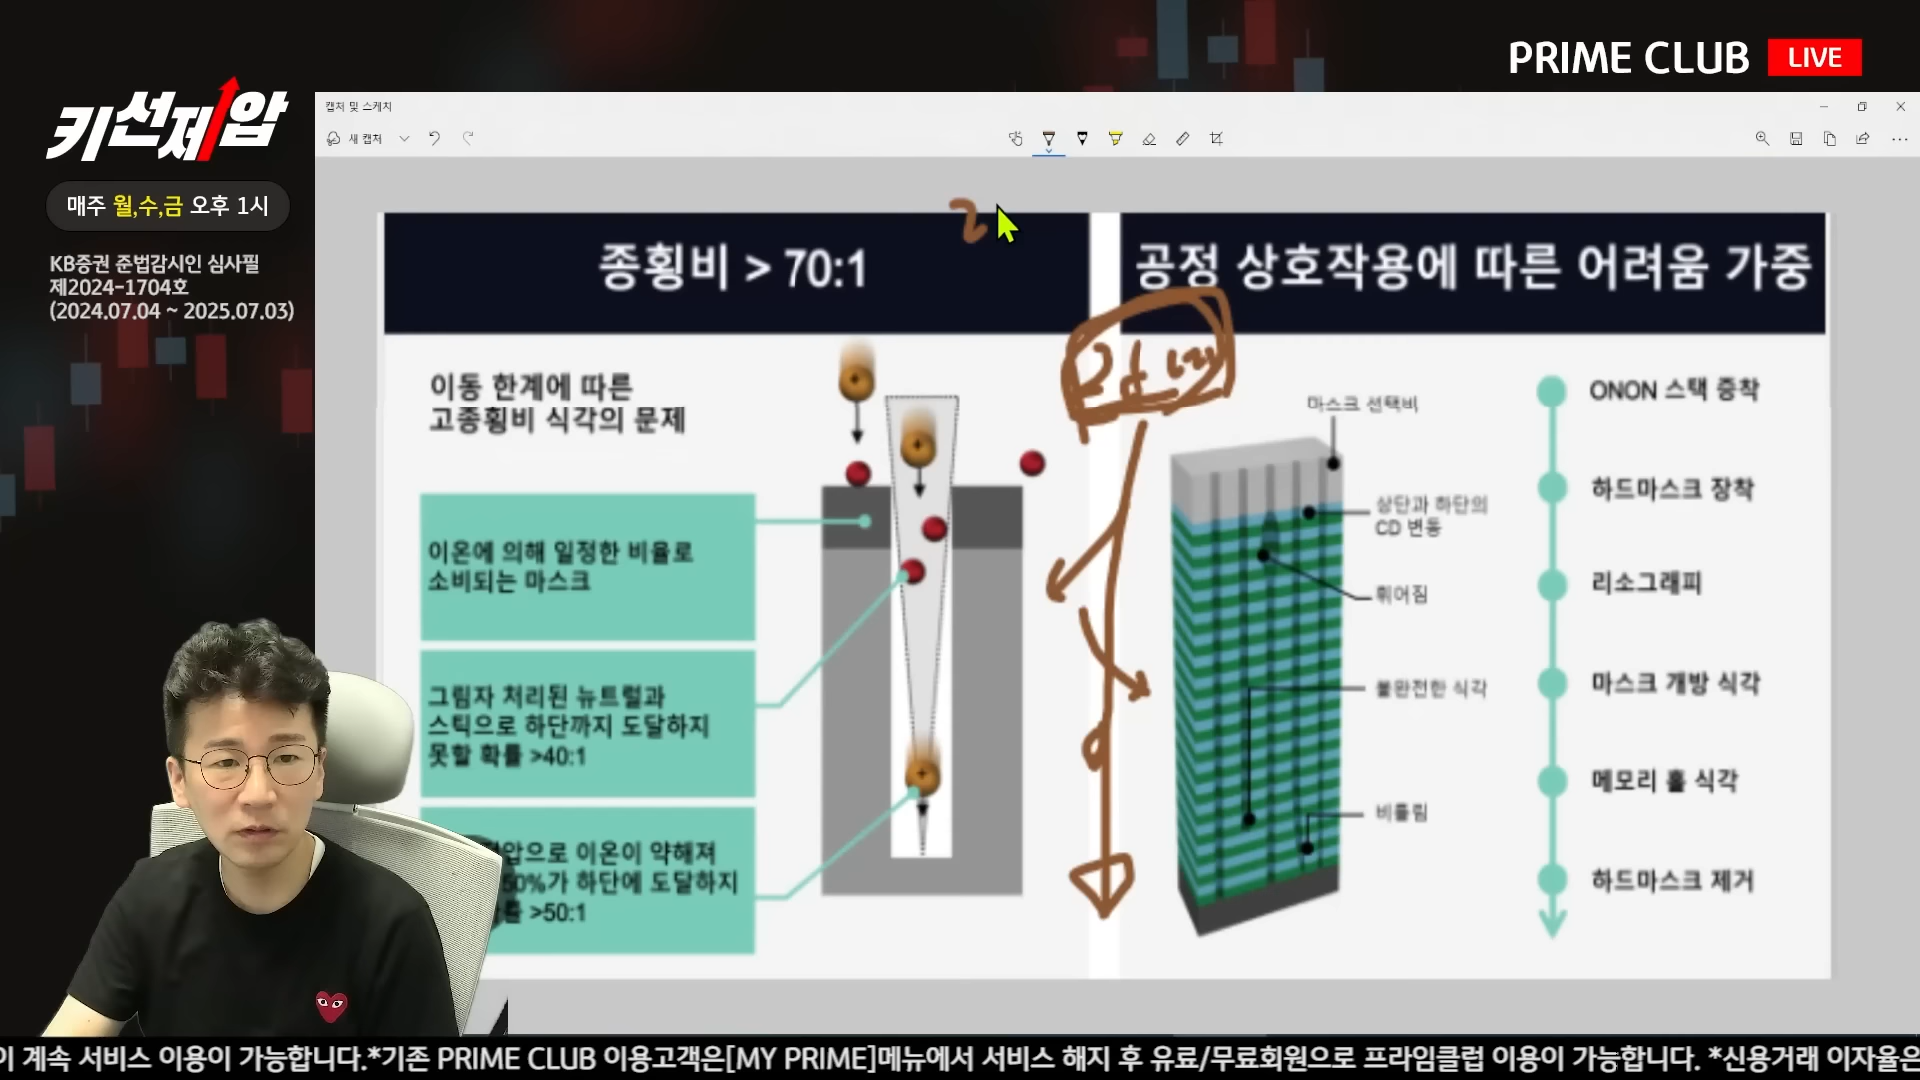 PRIME CLUB LIVE
키선제압
매주 월,수,금 오후 1시
KB증권 준법감시인 심사필
제2024-1704호
(2024.07.04 ~ 2025.07.03)
캡처 및 스케치
새 캡처
2
종횡비 > 70:1
이동 한계에 따른
고종횡비 식각의 문제
이온에 의해 일정한 비율로
소비되는 마스크
그림자 처리된 뉴트럴과
스틱으로 하단까지 도달하지
못할 확률 >40:1
압으로 이온이 약해져
50%가 하단에 도달하지
률 >50:1
공정 상호작용에 따른 어려움 가중
마스크 선택비
상단과 하단의
CD 변동
휘어짐
불완전한 식각
비틀림
ONON 스택 증착
하드마스크 장착
리소그래피
마스크 개방 식각
메모리 홀 식각
하드마스크 제거
이 계속 서비스 이용이 가능합니다.*기존 PRIME CLUB 이용고객은[MY PRIME]메뉴에서 서비스 해지 후 유료/무료회원으로 프라임클럽 이용이 가능합니다. *신용거래 이자율은